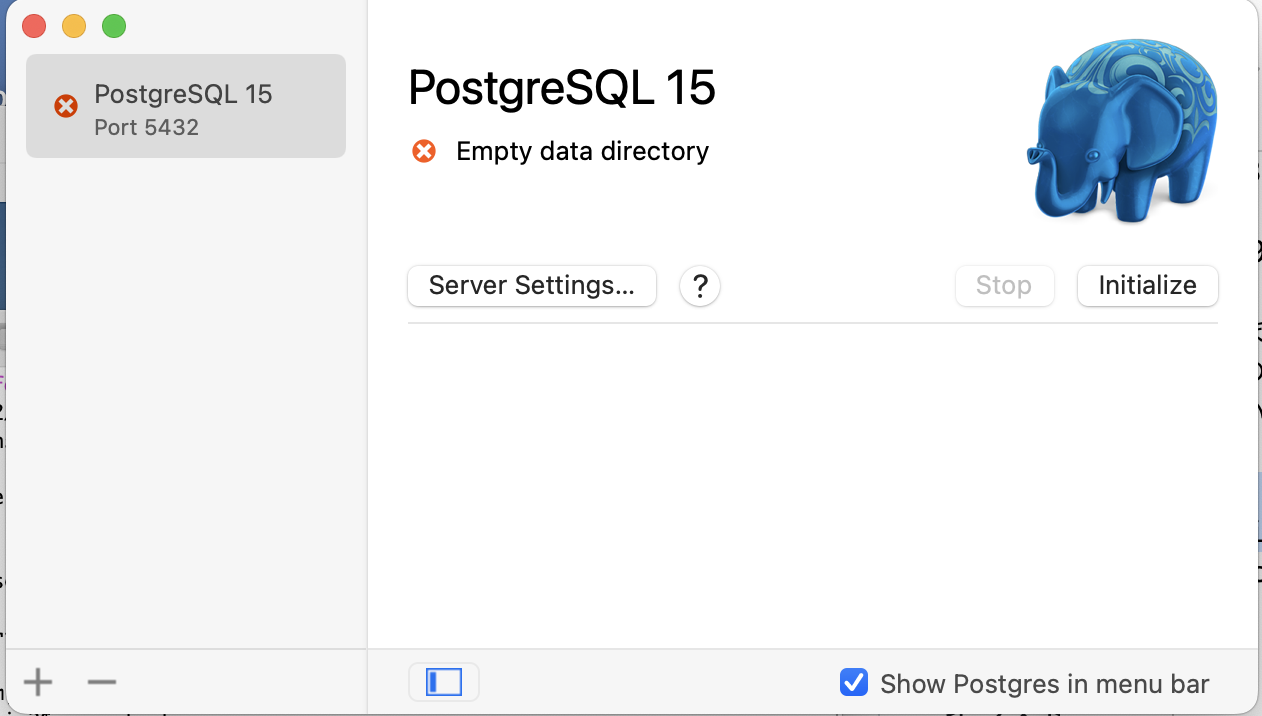 PostgreSQL 15
Port 5432
PostgreSQL 15
Empty data directory
Server Settings...
?
Stop
Initialize
Show Postgres in menu bar